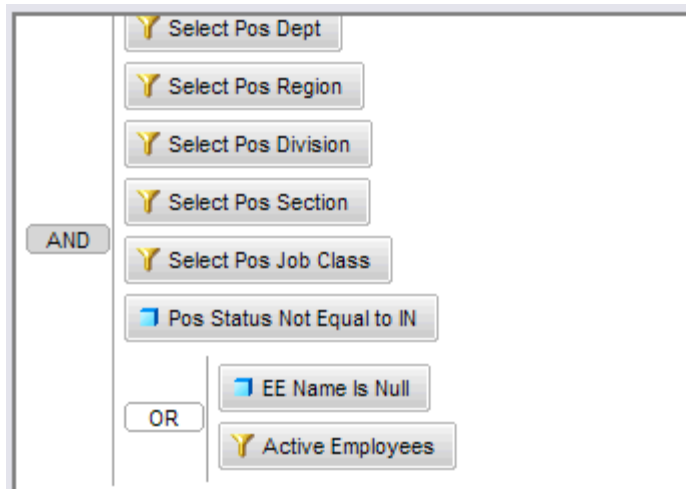 Select Pos Dept
Select Pos Region
Select Pos Division
Select Pos Section
AND
Select Pos Job Class
Pos Status Not Equal to IN
EE Name Is Null
OR
Active Employees